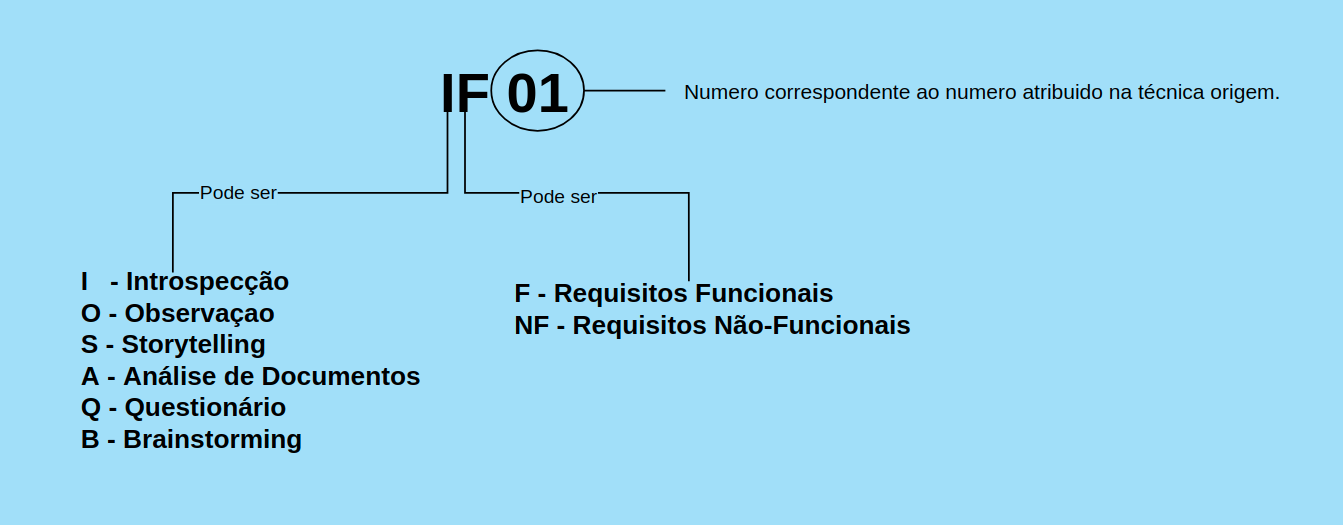 IF 01
Numero correspondente ao numero atribuido na técnica origem.
Pode ser
Pode ser
I - Introspecção
O - Observaçao
S - Storytelling
A - Análise de Documentos
Q - Questionário
B - Brainstorming
F - Requisitos Funcionais
NF - Requisitos Não-Funcionais